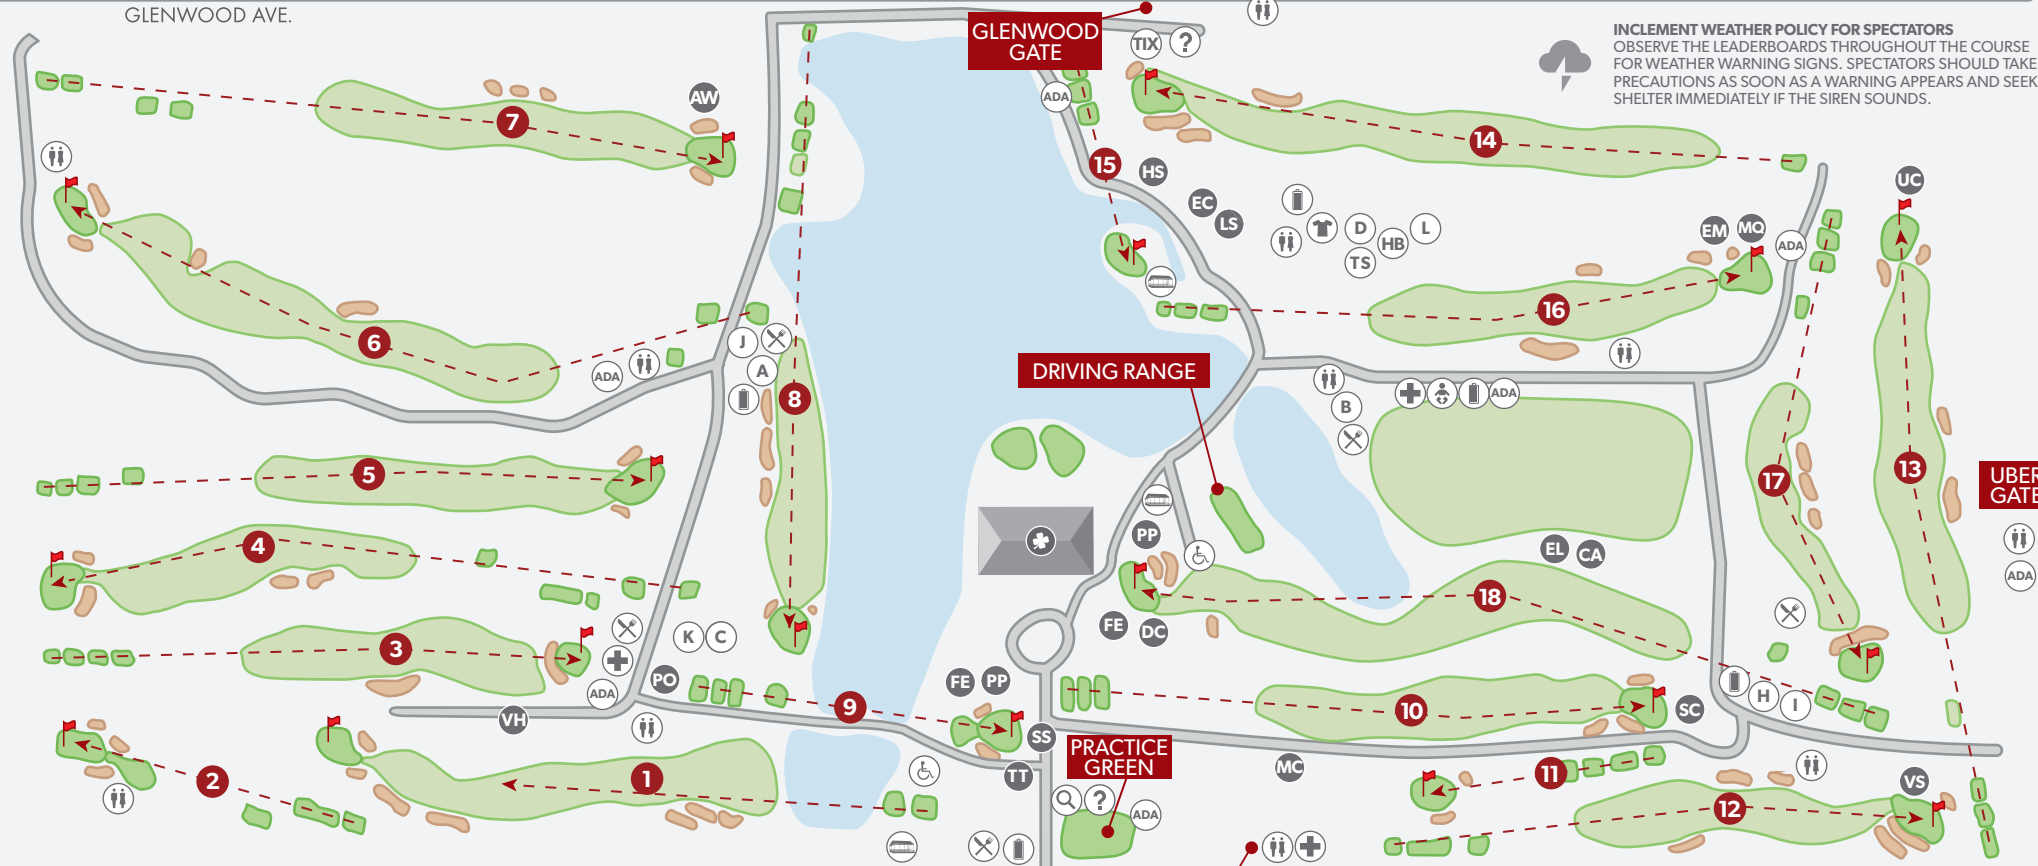 GLENWOOD AVE.
GLENWOOD
GATE
TIX
?
INCLEMENT WEATHER POLICY FOR SPECTATORS
OBSERVE THE LEADERBOARDS THROUGHOUT THE COURSE
FOR WEATHER WARNING SIGNS. SPECTATORS SHOULD TAKE
PRECAUTIONS AS SOON AS A WARNING APPEARS AND SEEK
SHELTER IMMEDIATELY IF THE SIREN SOUNDS.
AW
ADA
7
14
15
HS
UC
EC
LS
D
L
HB
TS
EM
MQ
ADA
16
6
J
A
ADA
8
DRIVING RANGE
B
ADA
5
17
13
UBER
GATE
4
PP
EL
CA
ADA
18
3
K
C
FE
DC
ADA
PO
FE
PP
VH
9
10
SC
H
I
SS
PRACTICE
GREEN
MC
TT
2
1
11
VS
?
ADA
12